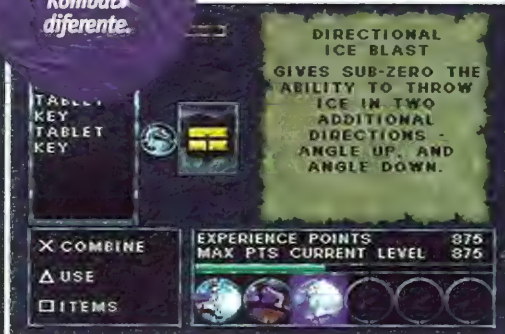 Kombate
diferente.
TABLET
KEY
TABLET
KEY
DIRECTIONAL
ICE BLAST
GIVES SUB-ZERO THE
ABILITY TO THROW
ICE IN TWO
ADDITIONAL
DIRECTIONS -
ANGLE UP, AND
ANGLE DOWN.
X COMBINE
△ USE
□ ITEMS
EXPERIENCE POINTS 875
MAX PTS CURRENT LEVEL 875